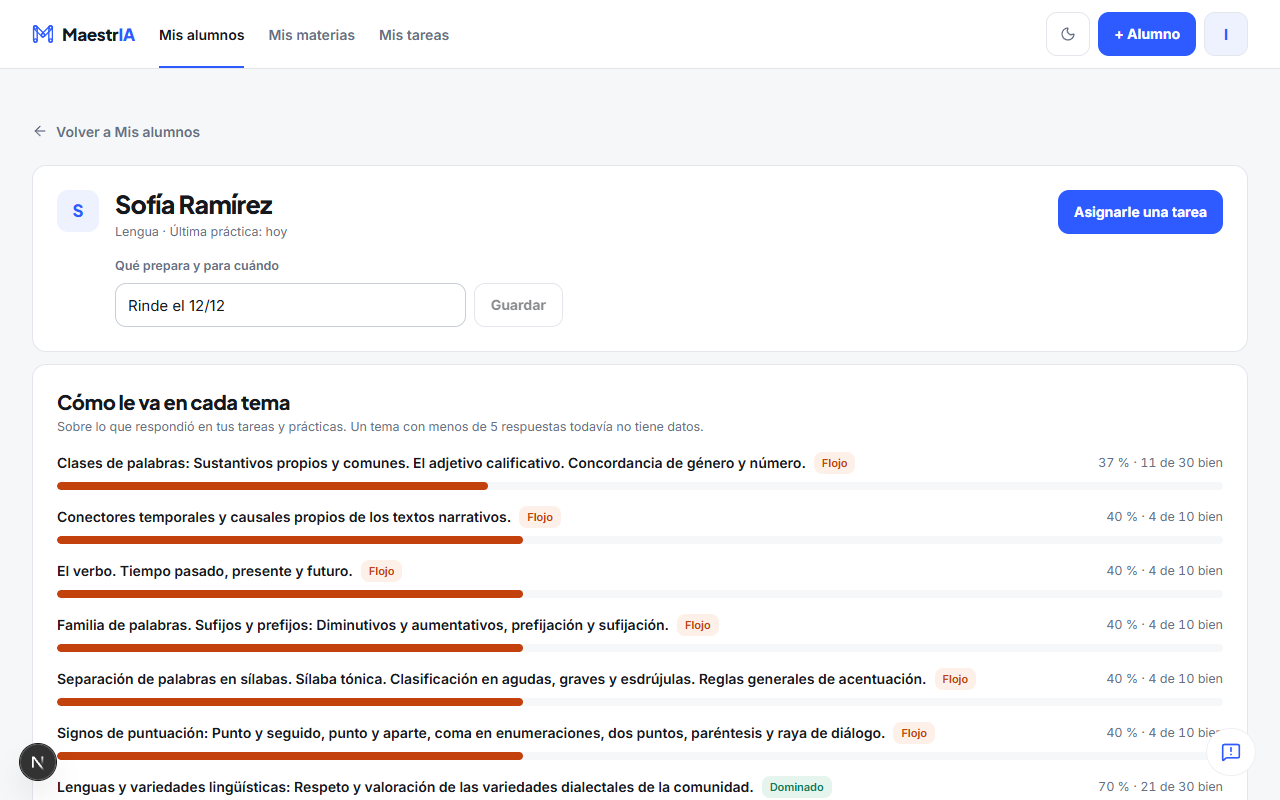 MaestrIA
Mis alumnos
Mis materias
Mis tareas
+ Alumno
I
Volver a Mis alumnos
S
Sofía Ramírez
Lengua · Última práctica: hoy
Asignarle una tarea
Qué prepara y para cuándo
Rinde el 12/12
Guardar
Cómo le va en cada tema
Sobre lo que respondió en tus tareas y prácticas. Un tema con menos de 5 respuestas todavía no tiene datos.
Clases de palabras: Sustantivos propios y comunes. El adjetivo calificativo. Concordancia de género y número. Flojo 37 % · 11 de 30 bien
Conectores temporales y causales propios de los textos narrativos. Flojo 40 % · 4 de 10 bien
El verbo. Tiempo pasado, presente y futuro. Flojo 40 % · 4 de 10 bien
Familia de palabras. Sufijos y prefijos: Diminutivos y aumentativos, prefijación y sufijación. Flojo 40 % · 4 de 10 bien
Separación de palabras en sílabas. Sílaba tónica. Clasificación en agudas, graves y esdrújulas. Reglas generales de acentuación. Flojo 40 % · 4 de 10 bien
Signos de puntuación: Punto y seguido, punto y aparte, coma en enumeraciones, dos puntos, paréntesis y raya de diálogo. Flojo 40 % · 4 de 10 bien
N
Lenguas y variedades lingüísticas: Respeto y valoración de las variedades dialectales de la comunidad. Dominado 70 % · 21 de 30 bien